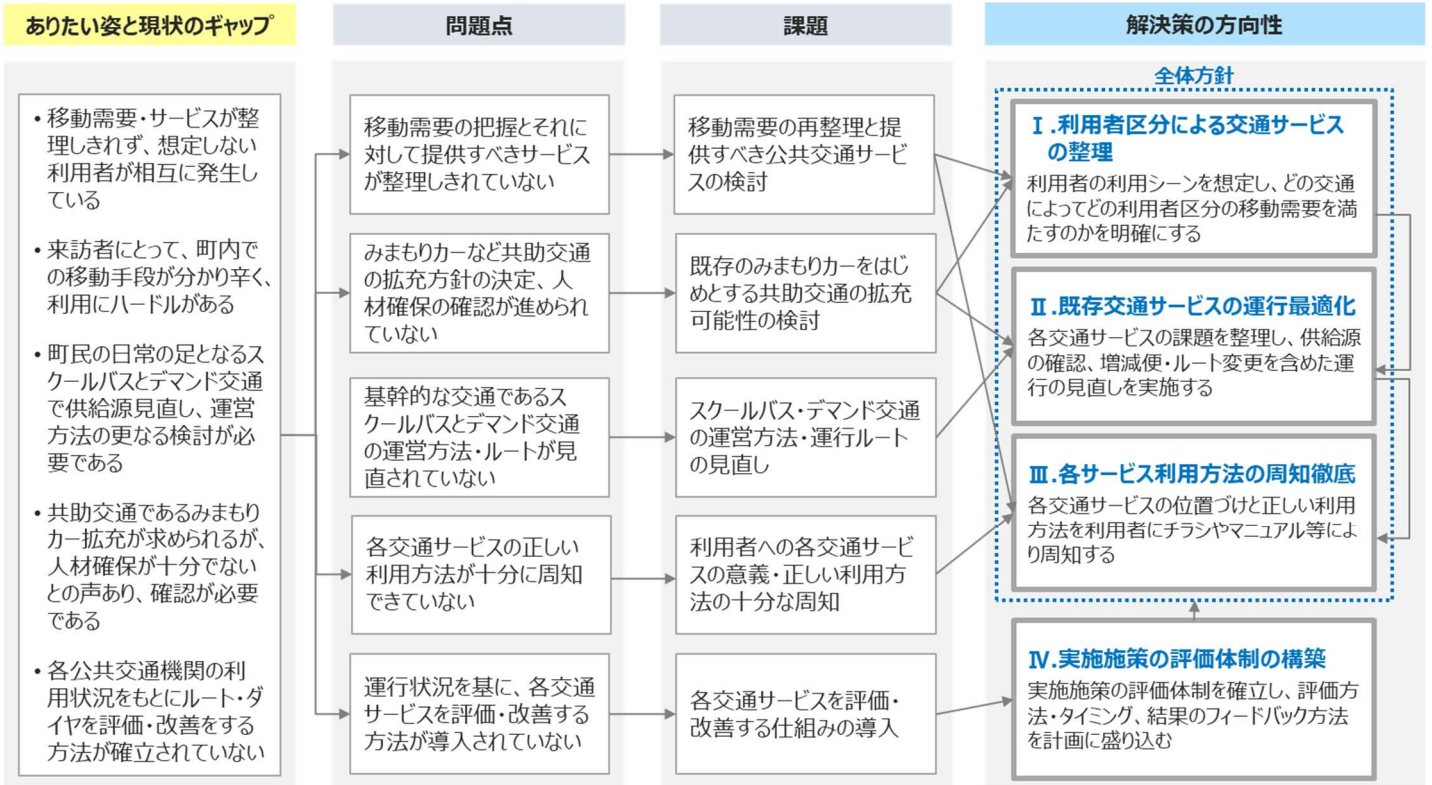 ありたい姿と現状のギャップ
問題点
課題
解決策の方向性
・移動需要・サービスが整
理しきれず、想定しない
利用者が相互に発生し
ている
・来訪者にとって、町内で
の移動手段が分かり辛く、
利用にハードルがある
・町民の日常の足となるス
クールバスとデマンド交通
で供給源見直し、運営
方法の更なる検討が必
要である
・共助交通であるみまもり
カー拡充が求められるが、
人材確保が十分でない
との声あり、確認が必要
である
・各公共交通機関の利
用状況をもとにルート・ダ
イヤを評価・改善をする
方法が確立されていない
移動需要の把握とそれに
対して提供すべきサービス
が整理しきれていない
みまもりカーなど共助交通
の拡充方針の決定、人
材確保の確認が進められ
ていない
基幹的な交通であるス
クールバスとデマンド交通
の運営方法・ルートが見
直されていない
各交通サービスの正しい
利用方法が十分に周知
できていない
運行状況を基に、各交通
サービスを評価・改善する
方法が導入されていない
移動需要の再整理と提
供すべき公共交通サービ
スの検討
既存のみまもりカーをはじ
めとする共助交通の拡充
可能性の検討
スクールバス・デマンド交通
の運営方法・運行ルート
の見直し
利用者への各交通サービ
スの意義・正しい利用方
法の十分な周知
各交通サービスを評価・
改善する仕組みの導入
全体方針
Ⅰ.利用者区分による交通サービス
の整理
利用者の利用シーンを想定し、どの交通
によってどの利用者区分の移動需要を満
たすのかを明確にする
Ⅱ.既存交通サービスの運行最適化
各交通サービスの課題を整理し、供給源
の確認、増減便・ルート変更を含めた運
行の見直しを実施する
Ⅲ.各サービス利用方法の周知徹底
各交通サービスの位置づけと正しい利用
方法を利用者にチラシやマニュアル等によ
り周知する
Ⅳ.実施施策の評価体制の構築
実施施策の評価体制を確立し、評価方
法・タイミング、結果のフィードバック方法
を計画に盛り込む